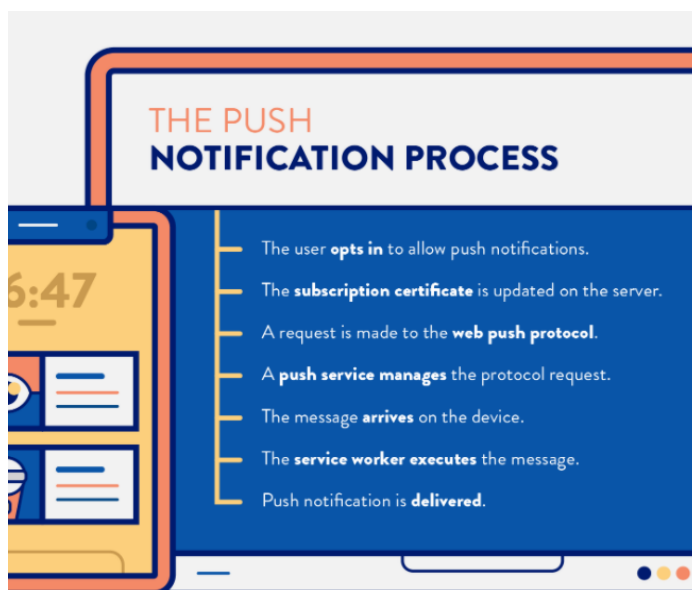 THE PUSH
NOTIFICATION PROCESS
The user opts in to allow push notifications.
The subscription certificate is updated on the server.
6:47
A request is made to the web push protocol.
A push service manages the protocol request.
The message arrives on the device.
The service worker executes the message.
Push notification is delivered.